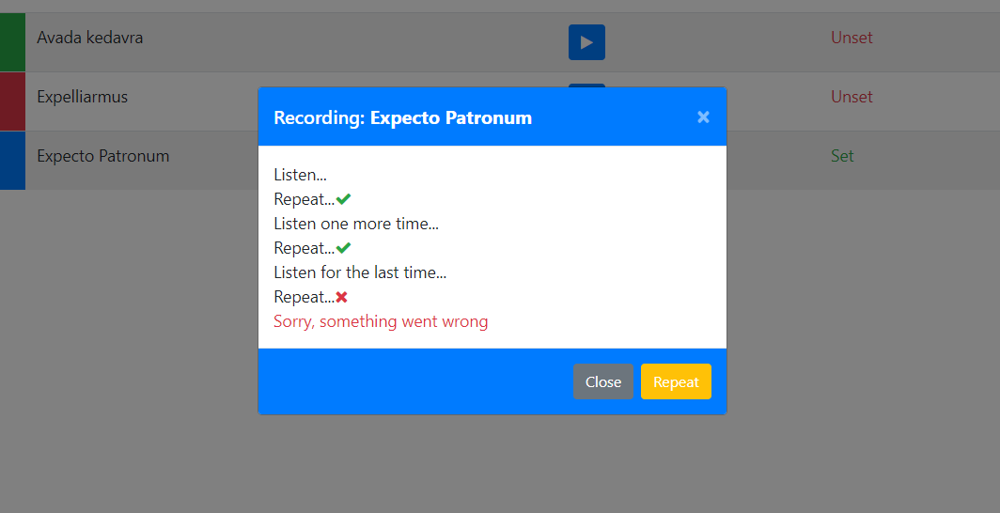 Avada kedavra Unset
Expelliarmus Unset
Recording: Expecto Patronum ×
Expecto Patronum Set
Listen...
Repeat...✔
Listen one more time...
Repeat...✔
Listen for the last time...
Repeat...✖
Sorry, something went wrong
Close Repeat